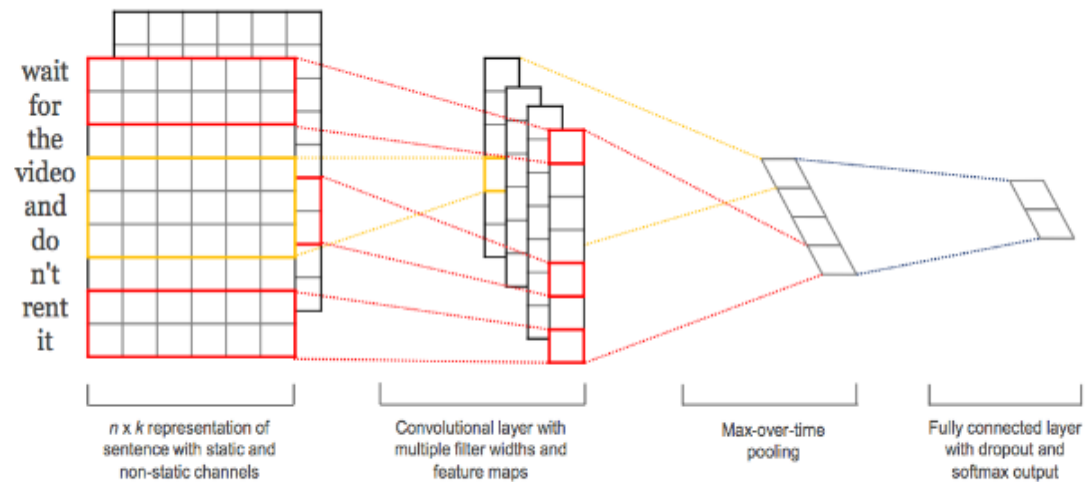 wait
for
the
video
and
do
n't
rent
it
n x k representation of
sentence with static and
non-static channels
Convolutional layer with
multiple filter widths and
feature maps
Max-over-time
pooling
Fully connected layer
with dropout and
softmax output